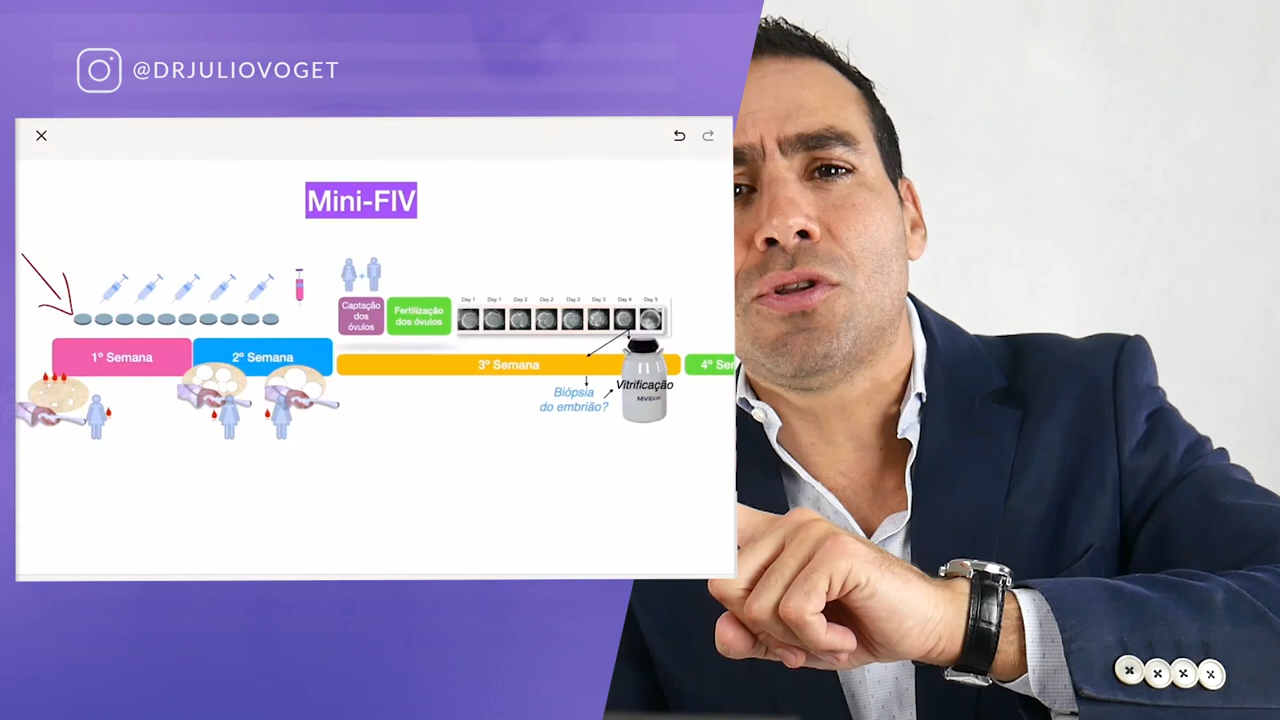 @DRJULIOVOGET
Mini-FIV
Captação
dos
óvulos
Fertilização
dos óvulos
Day 1 Day 1 Day 2 Day 2 Day 2 Day 3 Day 4 Day 5
1º Semana
2º Semana
3º Semana
4º Sem
Biópsia
do embrião?
Vitrificação